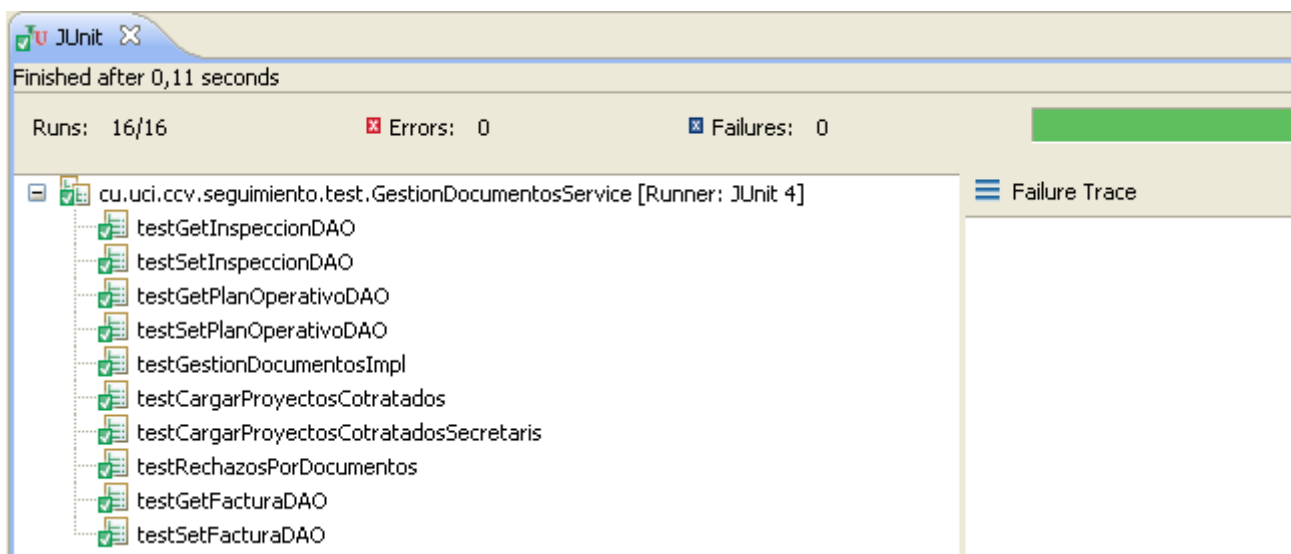 JU JUnit
Finished after 0,11 seconds
Runs: 16/16 Errors: 0 Failures: 0
cu.uci.ccv.seguimiento.test.GestionDocumentosService [Runner: JUnit 4]
Failure Trace
testGetInspeccionDAO
testSetInspeccionDAO
testGetPlanOperativoDAO
testSetPlanOperativoDAO
testGestionDocumentosImpl
testCargarProyectosCotratados
testCargarProyectosCotratadosSecretaris
testRechazosPorDocumentos
testGetFacturaDAO
testSetFacturaDAO